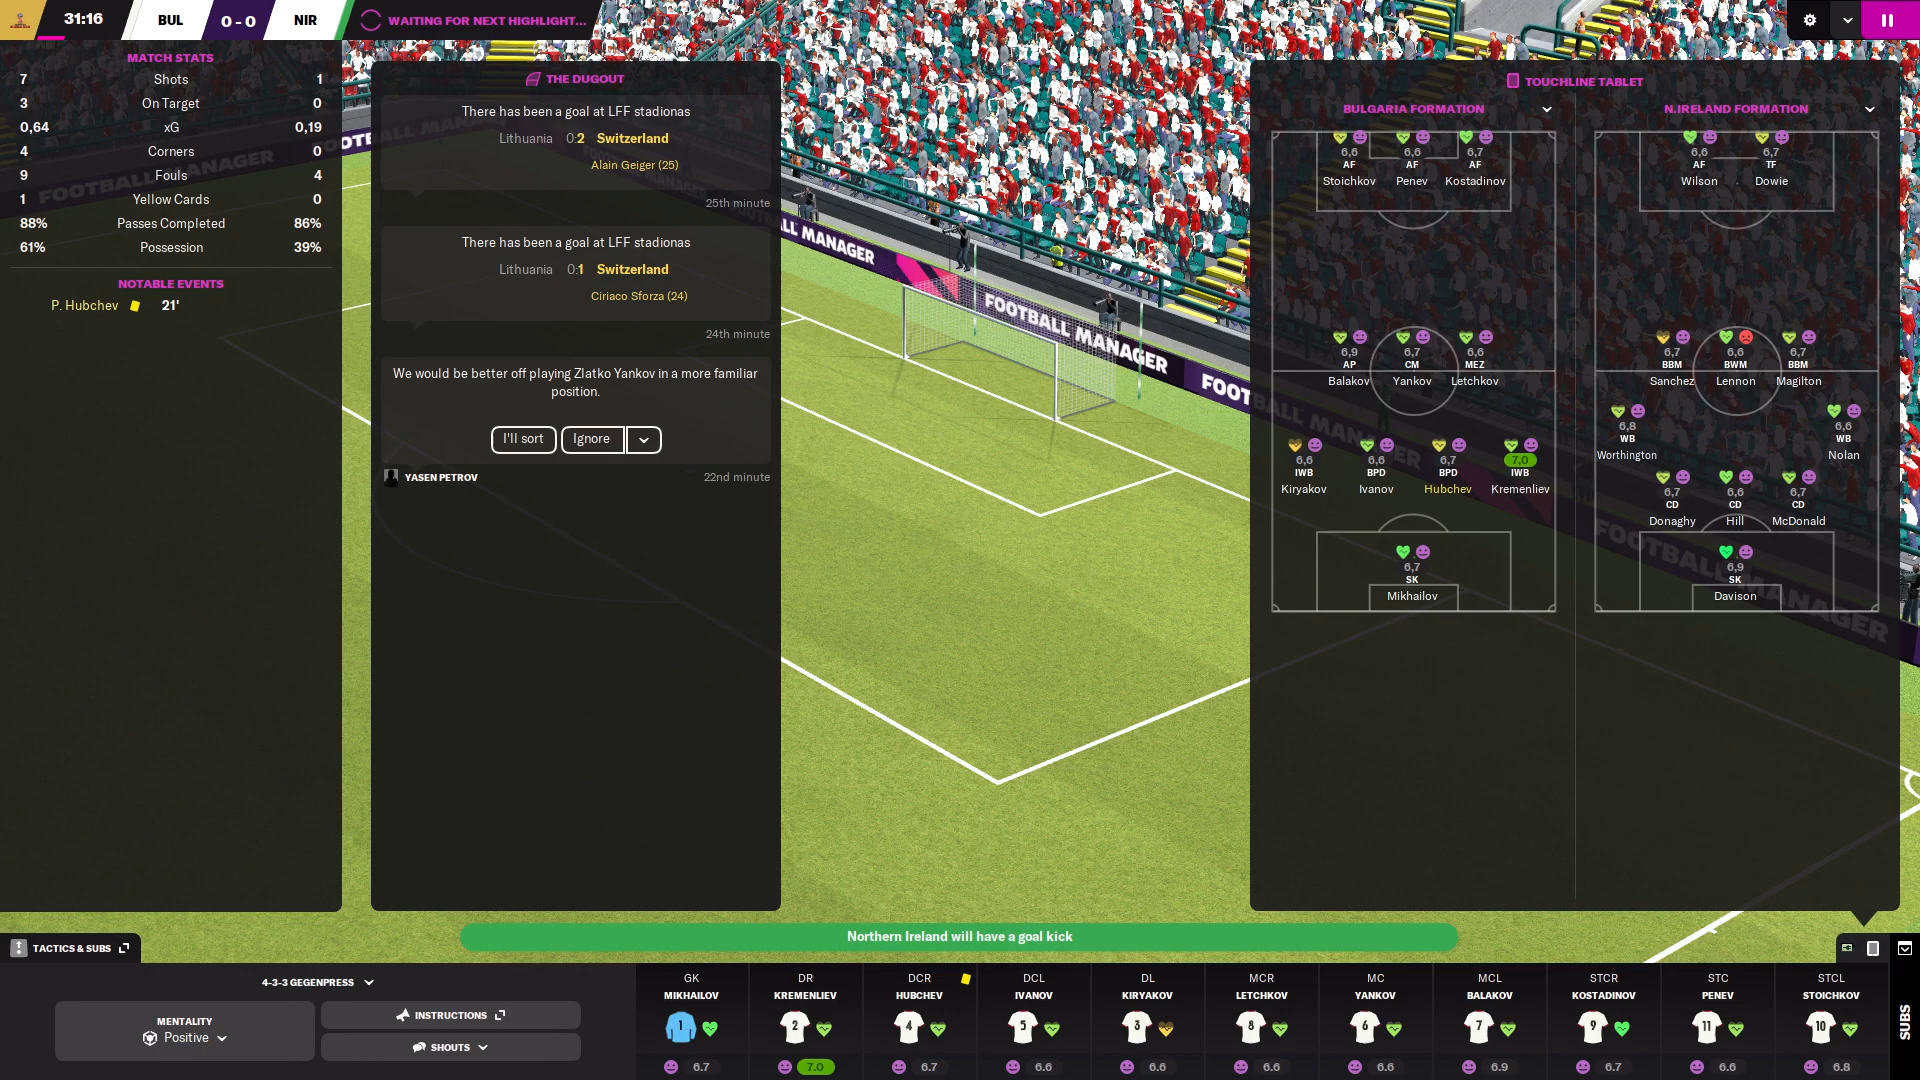 31:16
BUL
0 - 0
NIR
WAITING FOR NEXT HIGHLIGHT...
MATCH STATS
7 Shots 1
3 On Target 0
0,64 xG 0,19
4 Corners 0
9 Fouls 4
1 Yellow Cards 0
88% Passes Completed 86%
61% Possession 39%
NOTABLE EVENTS
P. Hubchev 21'
THE DUGOUT
There has been a goal at LFF stadionas
Lithuania 0:2 Switzerland
Alain Geiger (25)
25th minute
There has been a goal at LFF stadionas
Lithuania 0:1 Switzerland
Ciriaco Sforza (24)
24th minute
We would be better off playing Zlatko Yankov in a more familiar
position.
I'll sort
Ignore
YASEN PETROV
22nd minute
FOOTBALL MANAGER
LL MANAGER
FOOTBALL MANAGER
FOOT
TOUCHLINE TABLET
BULGARIA FORMATION
6,6 6,6 6,7
AF AF AF
Stoichkov Penev Kostadinov
6,9 6,7 6,6
AP CM MEZ
Balakov Yankov Letchkov
6,6 6,6 6,7 7,0
IWB BPD BPD IWB
Kiryakov Ivanov Hubchev Kremenliev
6,7
SK
Mikhailov
N.IRELAND FORMATION
6,6 6,7
AF TF
Wilson Dowie
6,7 6,6 6,7
BBM BWM BBM
Sanchez Lennon Magilton
6,8 6,6
WB WB
Worthington Nolan
6,7 6,6 6,7
CD CD CD
Donaghy Hill McDonald
6,9
SK
Davison
FOOTBALL MANAGER
Northern Ireland will have a goal kick
TACTICS & SUBS
4-3-3 GEGENPRESS
MENTALITY
Positive
INSTRUCTIONS
SHOUTS
GK DR DCR DCL DL MCR MC MCL STCR STC STCL
MIKHAILOV KREMENLIEV HUBCHEV IVANOV KIRYAKOV LETCHKOV YANKOV BALAKOV KOSTADINOV PENEV STOICHKOV
1 2 4 5 3 8 6 7 9 11 10
6.7 7.0 6.7 6.6 6.6 6.6 6.6 6.9 6.7 6.6 6.8
SUBS